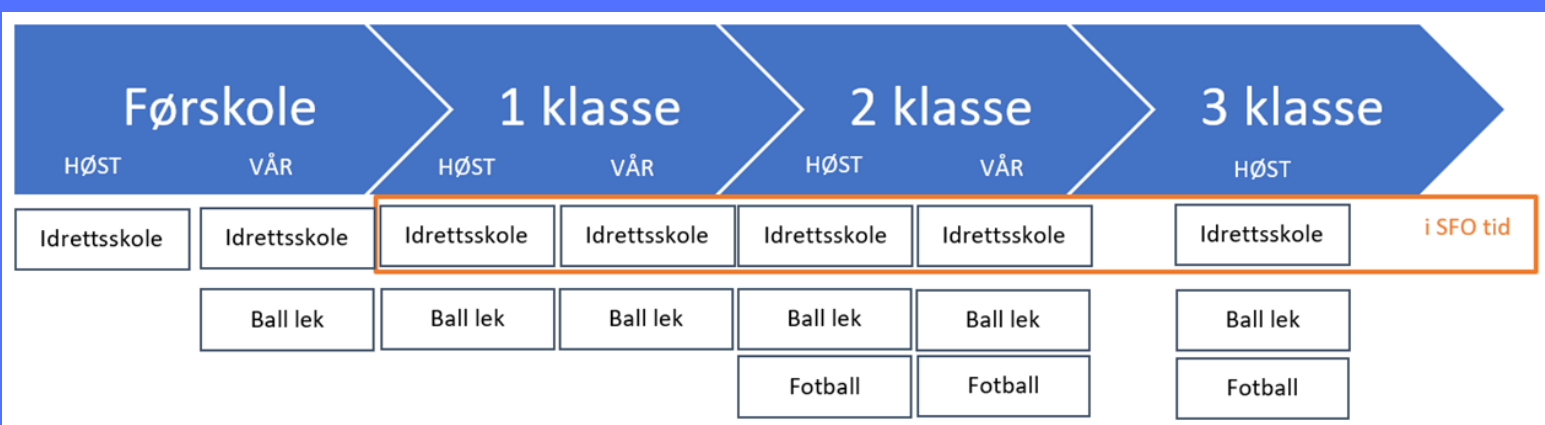 Førskole 1 klasse 2 klasse 3 klasse
HØST VÅR HØST VÅR HØST VÅR HØST
Idrettsskole Idrettsskole Idrettsskole Idrettsskole Idrettsskole Idrettsskole Idrettsskole i SFO tid
Ball lek Ball lek Ball lek Ball lek Ball lek Ball lek
Fotball Fotball Fotball